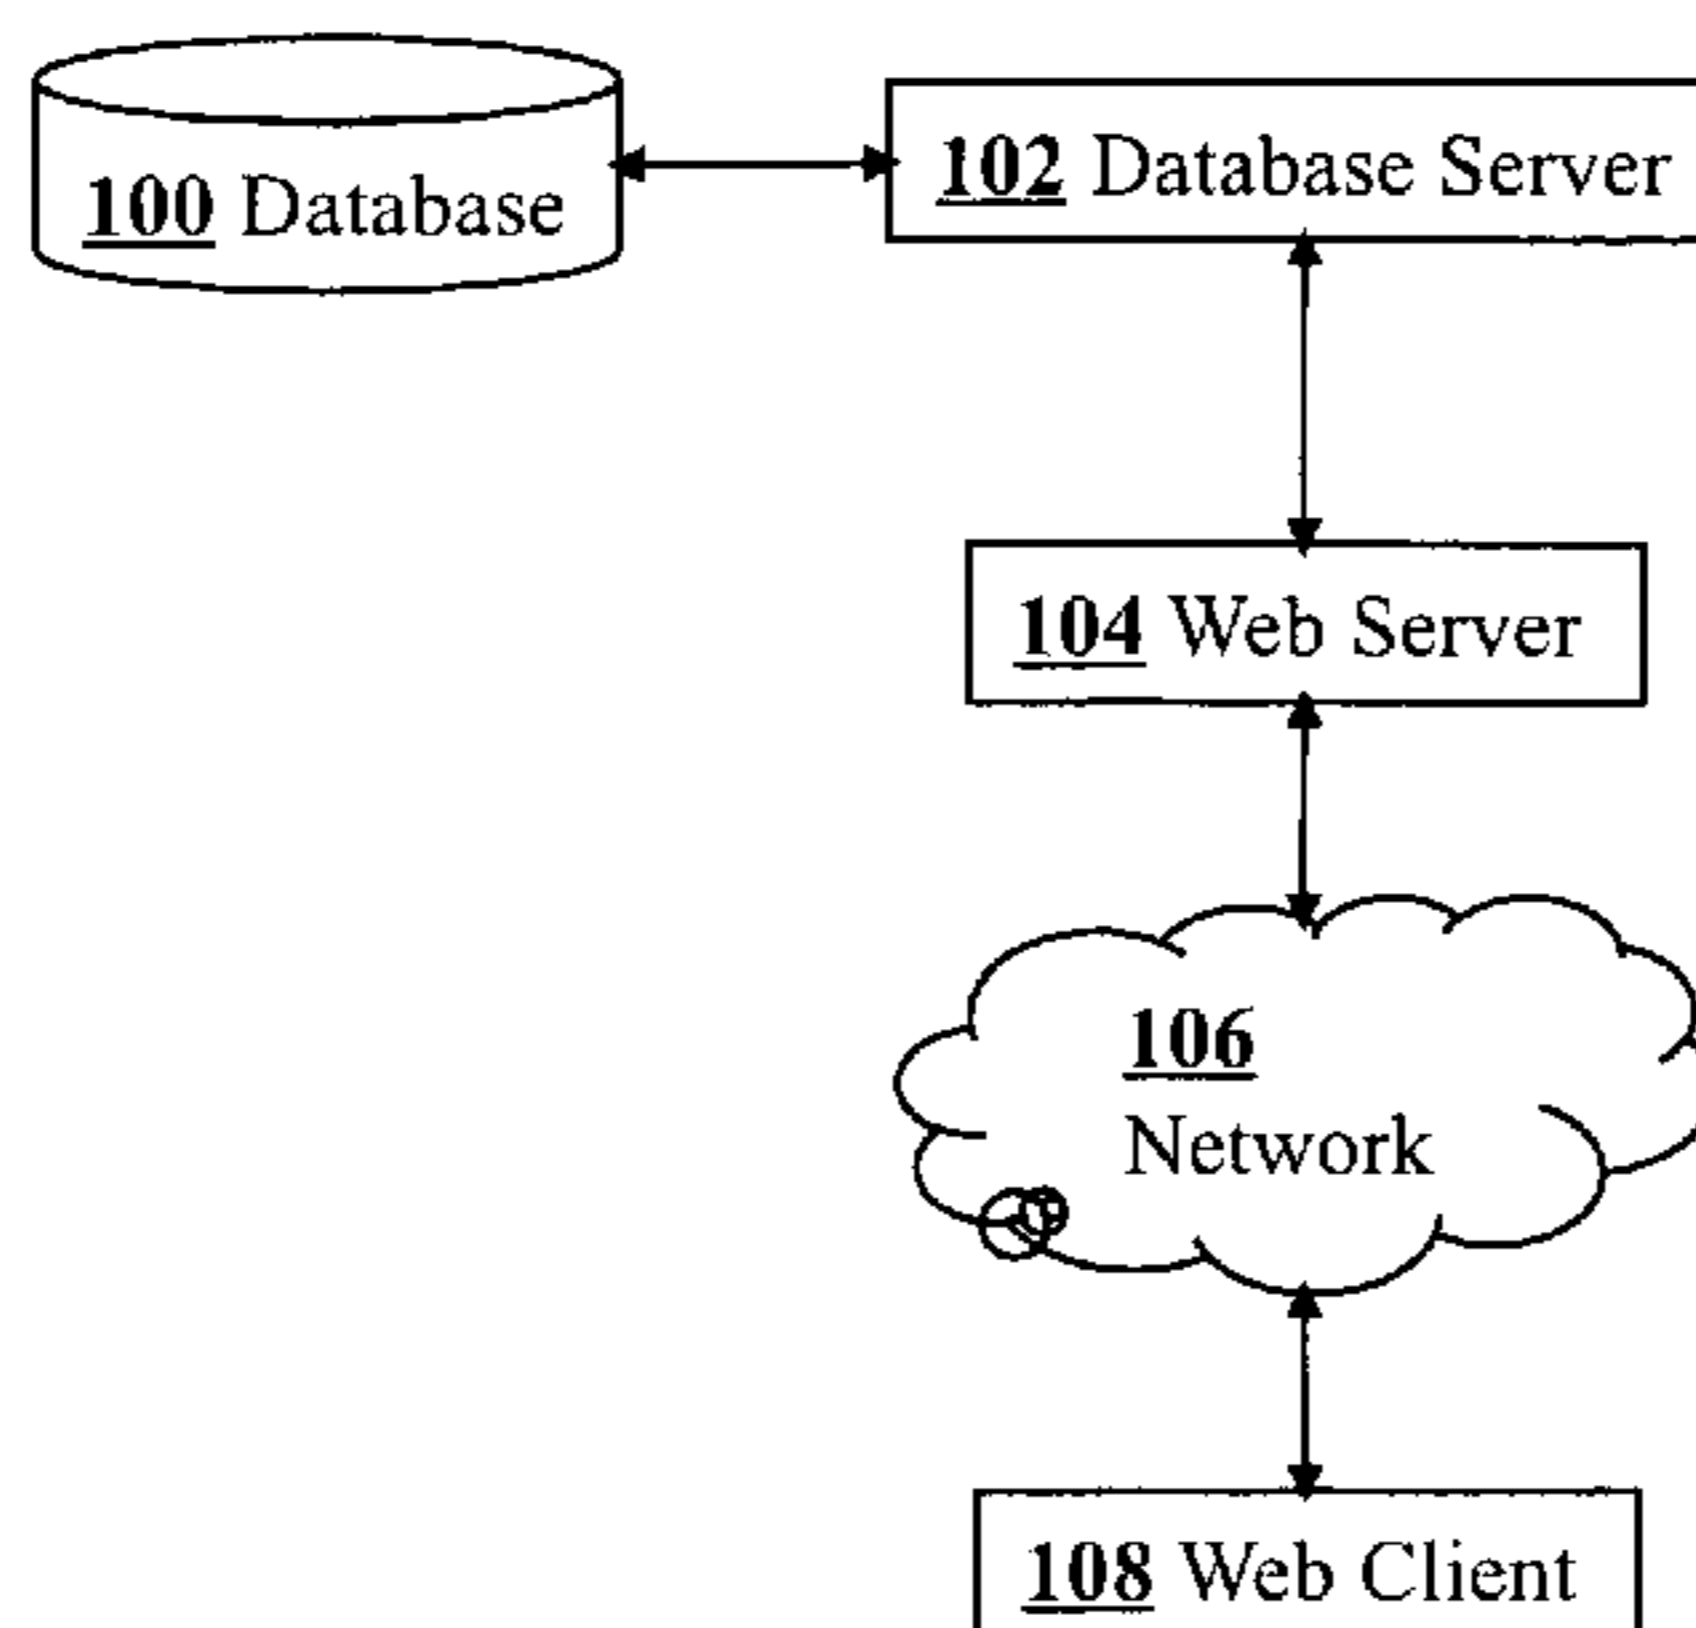 100 Database
102 Database Server
104 Web Server
106
Network
108 Web Client